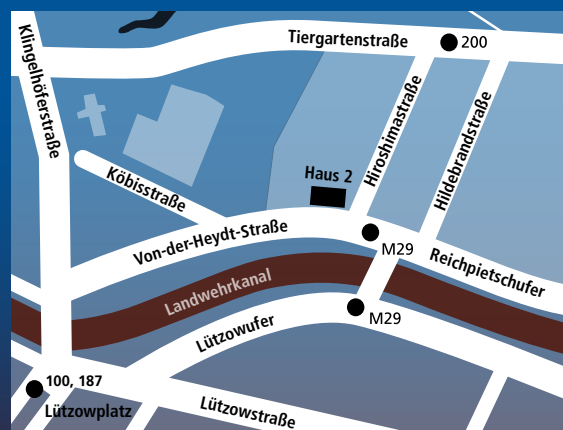 Klingelhöferstraße
Tiergartenstraße
200
Hiroshimastraße
Hildebrandstraße
Haus 2
Köbisstraße
Von-der-Heydt-Straße
M29
Reichpietschufer
Landwehrkanal
M29
Lützowufer
100, 187
Lützowplatz
Lützowstraße